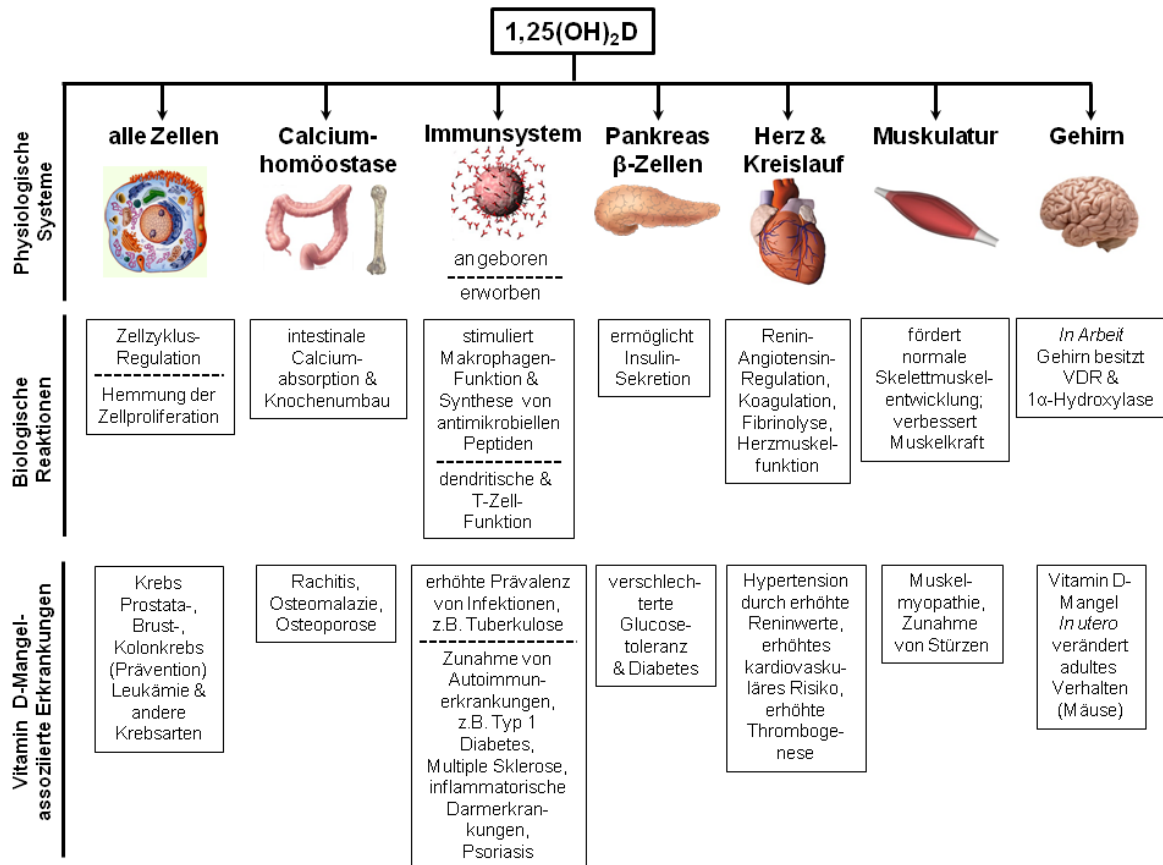 1,25(OH)₂D
Physiologische
Systeme
alle Zellen
Calcium-
homöostase
Immunsystem
angeboren
erworben
Pankreas
β-Zellen
Herz &
Kreislauf
Muskulatur
Gehirn
Biologische
Reaktionen
Zellzyklus-
Regulation
Hemmung der
Zellproliferation
intestinale
Calcium-
absorption &
Knochenumbau
stimuliert
Makrophagen-
Funktion &
Synthese von
antimikrobiellen
Peptiden
dendritische &
T-Zell-
Funktion
ermöglicht
Insulin-
Sekretion
Renin-
Angiotensin-
Regulation,
Koagulation,
Fibrinolyse,
Herzmuskel-
funktion
fördert
normale
Skelettmuskel-
entwicklung;
verbessert
Muskelkraft
In Arbeit
Gehirn besitzt
VDR &
1α-Hydroxylase
Vitamin D-Mangel-
assoziierte Erkrankungen
Krebs
Prostata-,
Brust-,
Kolonkrebs
(Prävention)
Leukämie &
andere
Krebsarten
Rachitis,
Osteomalazie,
Osteoporose
erhöhte Prävalenz
von Infektionen,
z.B. Tuberkulose
Zunahme von
Autoimmun-
erkrankungen,
z.B. Typ 1
Diabetes,
Multiple Sklerose,
inflammatorische
Darmerkran-
kungen,
Psoriasis
verschlech-
terte
Glucose-
toleranz
& Diabetes
Hypertension
durch erhöhte
Reninwerte,
erhöhtes
kardiovasku-
läres Risiko,
erhöhte
Thromboge-
nese
Muskel-
myopathie,
Zunahme
von Stürzen
Vitamin D-
Mangel
In utero
verändert
adultes
Verhalten
(Mäuse)